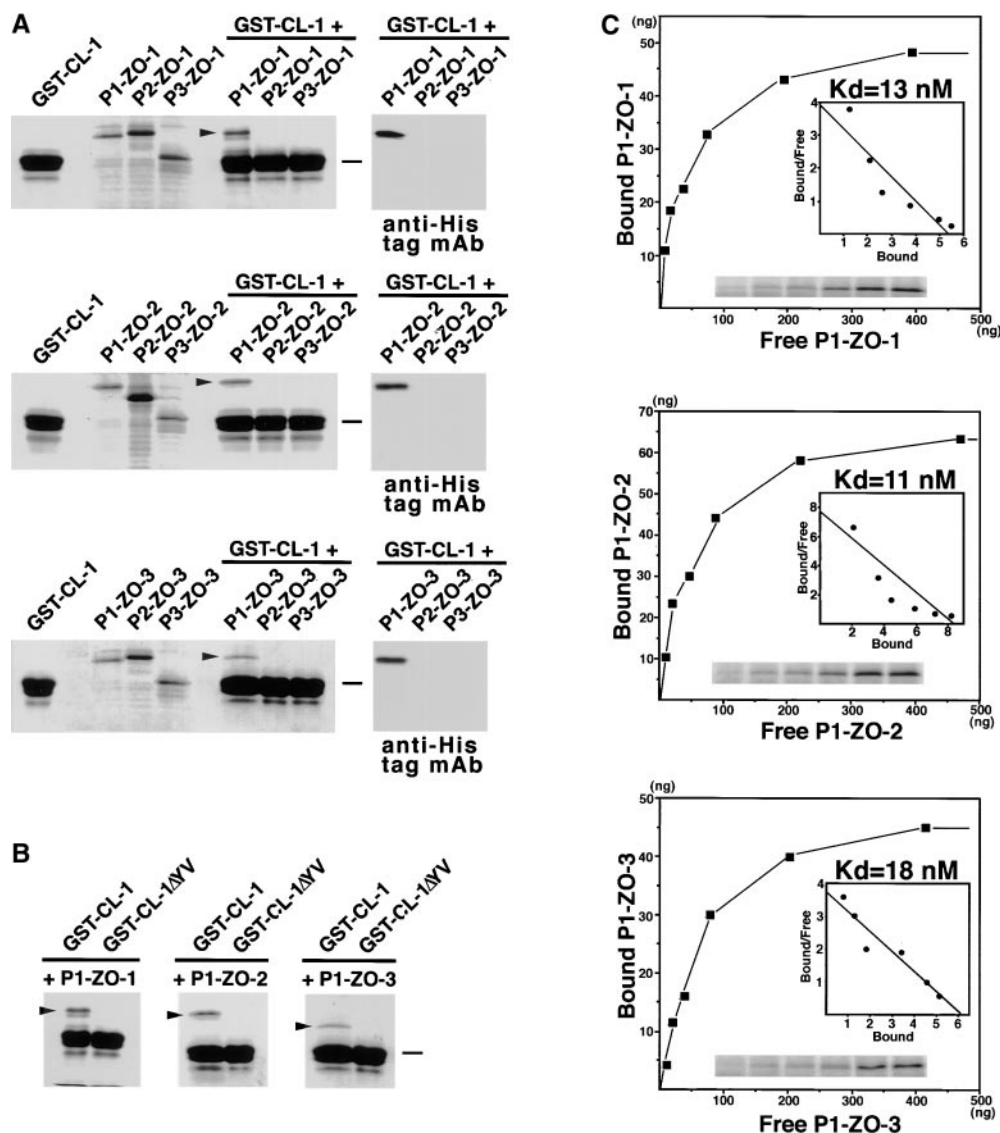 A
GST-CL-1 +
GST-CL-1 +
GST-CL-1
P1-ZO-1
P2-ZO-1
P3-ZO-1
P1-ZO-1
P2-ZO-1
P3-ZO-1
P1-ZO-1
P2-ZO-1
P3-ZO-1
anti-His
tag mAb
GST-CL-1 +
GST-CL-1 +
GST-CL-1
P1-ZO-2
P2-ZO-2
P3-ZO-2
P1-ZO-2
P2-ZO-2
P3-ZO-2
P1-ZO-2
P2-ZO-2
P3-ZO-2
anti-His
tag mAb
GST-CL-1 +
GST-CL-1 +
GST-CL-1
P1-ZO-3
P2-ZO-3
P3-ZO-3
P1-ZO-3
P2-ZO-3
P3-ZO-3
P1-ZO-3
P2-ZO-3
P3-ZO-3
anti-His
tag mAb
B
GST-CL-1
GST-CL-1ΔYV
GST-CL-1
GST-CL-1ΔYV
GST-CL-1
GST-CL-1ΔYV
+ P1-ZO-1
+ P1-ZO-2
+ P1-ZO-3
C
(ng)
50
40
30
20
10
Bound P1-ZO-1
Kd=13 nM
4
3
2
1
Bound/Free
1 2 3 4 5 6
Bound
0 100 200 300 400 500
(ng)
Free P1-ZO-1
(ng)
70
60
50
40
30
20
10
Bound P1-ZO-2
Kd=11 nM
8
6
4
2
Bound/Free
2 4 6 8
Bound
0 100 200 300 400 500
(ng)
Free P1-ZO-2
(ng)
50
40
30
20
10
Bound P1-ZO-3
Kd=18 nM
4
3
2
1
Bound/Free
1 2 3 4 5 6
Bound
0 100 200 300 400 500
(ng)
Free P1-ZO-3